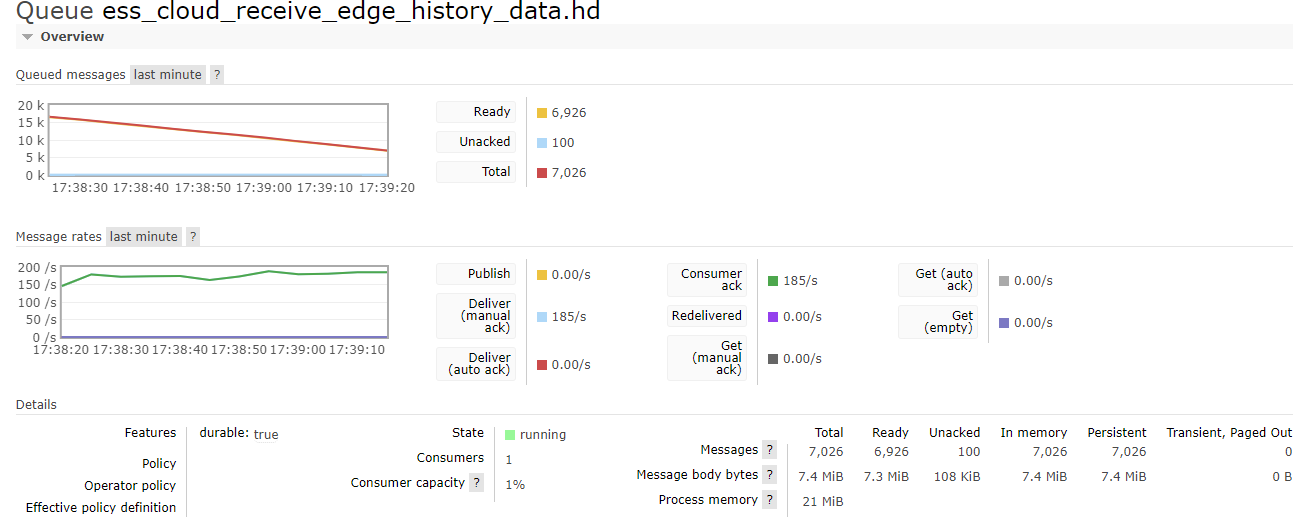 Queue ess_cloud_receive_edge_history_data.hd
Overview
Queued messages last minute ?
20 k
15 k
10 k
5 k
0 k
17:38:30 17:38:40 17:38:50 17:39:00 17:39:10 17:39:20
Ready 6,926
Unacked 100
Total 7,026
Message rates last minute ?
200 /s
150 /s
100 /s
50 /s
0 /s
17:38:20 17:38:30 17:38:40 17:38:50 17:39:00 17:39:10
Publish 0.00/s
Deliver
(manual
ack) 185/s
Deliver
(auto ack) 0.00/s
Consumer
ack 185/s
Redelivered 0.00/s
Get
(manual
ack) 0.00/s
Get (auto
ack) 0.00/s
Get
(empty) 0.00/s
Details
Features durable: true
Policy
Operator policy
Effective policy definition
State running
Consumers 1
Consumer capacity ? 1%
Total Ready Unacked In memory Persistent Transient, Paged Out
Messages ? 7,026 6,926 100 7,026 7,026 0
Message body bytes ? 7.4 MiB 7.3 MiB 108 KiB 7.4 MiB 7.4 MiB 0 B
Process memory ? 21 MiB